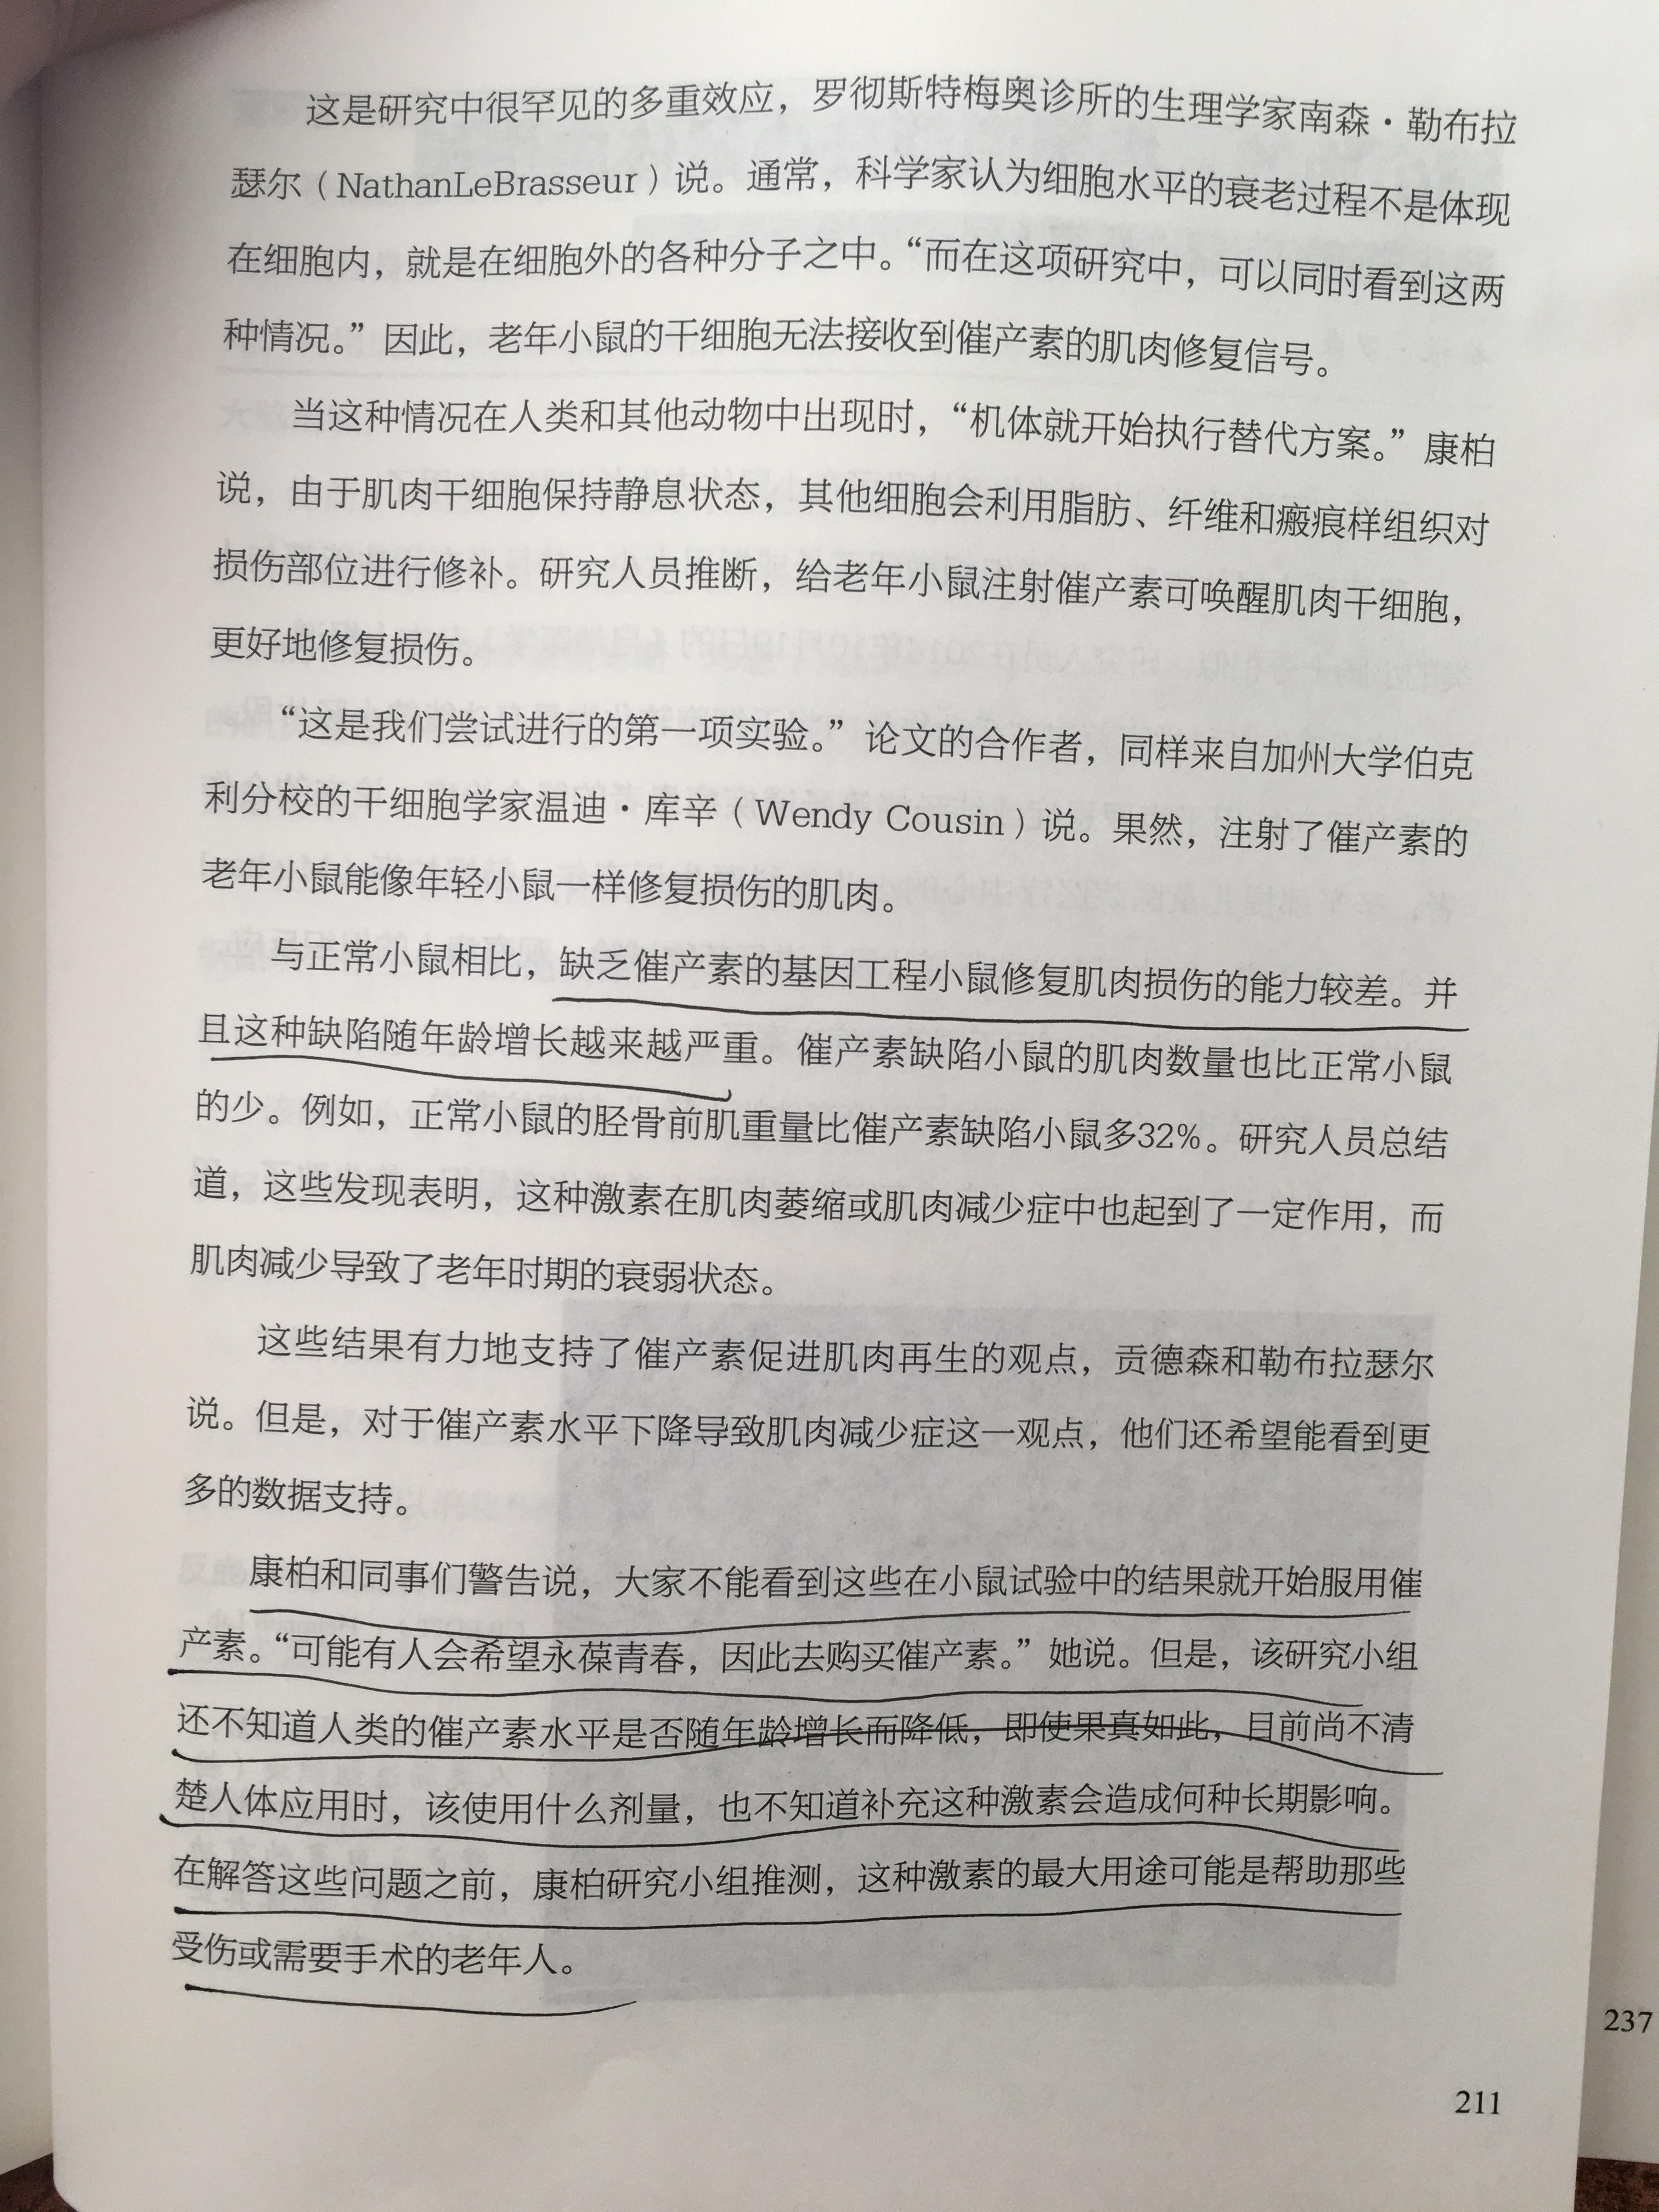 这是研究中很罕见的多重效应，罗彻斯特梅奥诊所的生理学家南森·勒布拉
瑟尔（NathanLeBrasseur）说。通常，科学家认为细胞水平的衰老过程不是体现
在细胞内，就是在细胞外的各种分子之中。“而在这项研究中，可以同时看到这两
种情况。”因此，老年小鼠的干细胞无法接收到催产素的肌肉修复信号。
当这种情况在人类和其他动物中出现时，“机体就开始执行替代方案。”康柏
说，由于肌肉干细胞保持静息状态，其他细胞会利用脂肪、纤维和瘢痕样组织对
损伤部位进行修补。研究人员推断，给老年小鼠注射催产素可唤醒肌肉干细胞，
更好地修复损伤。
“这是我们尝试进行的第一项实验。”论文的合作者，同样来自加州大学伯克
利分校的干细胞学家温迪·库辛（Wendy Cousin）说。果然，注射了催产素的
老年小鼠能像年轻小鼠一样修复损伤的肌肉。
与正常小鼠相比，缺乏催产素的基因工程小鼠修复肌肉损伤的能力较差。并
且这种缺陷随年龄增长越来越严重。催产素缺陷小鼠的肌肉数量也比正常小鼠
的少。例如，正常小鼠的胫骨前肌重量比催产素缺陷小鼠多32%。研究人员总结
道，这些发现表明，这种激素在肌肉萎缩或肌肉减少症中也起到了一定作用，而
肌肉减少导致了老年时期的衰弱状态。
这些结果有力地支持了催产素促进肌肉再生的观点，贡德森和勒布拉瑟尔
说。但是，对于催产素水平下降导致肌肉减少症这一观点，他们还希望能看到更
多的数据支持。
康柏和同事们警告说，大家不能看到这些在小鼠试验中的结果就开始服用催
产素。“可能有人会希望永葆青春，因此去购买催产素。”她说。但是，该研究小组
还不知道人类的催产素水平是否随年龄增长而降低，即使果真如此，目前尚不清
楚人体应用时，该使用什么剂量，也不知道补充这种激素会造成何种长期影响。
在解答这些问题之前，康柏研究小组推测，这种激素的最大用途可能是帮助那些
受伤或需要手术的老年人。
237
211